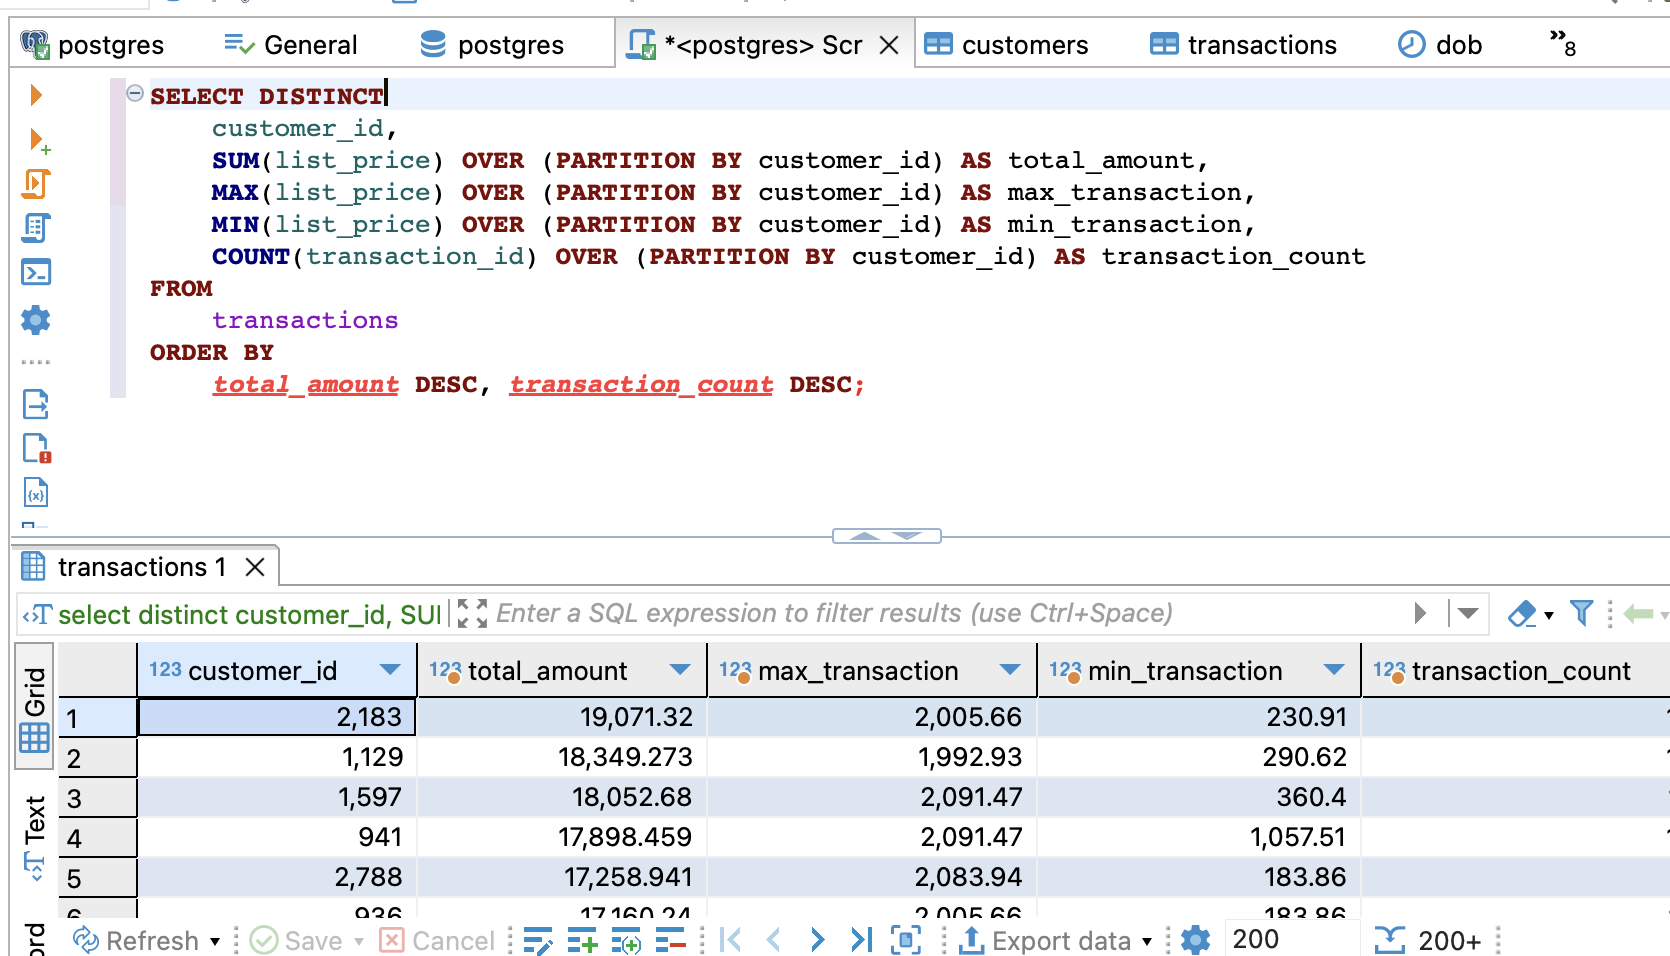 postgres General postgres *<postgres> Scr customers transactions dob »8
SELECT DISTINCT
customer_id,
SUM(list_price) OVER (PARTITION BY customer_id) AS total_amount,
MAX(list_price) OVER (PARTITION BY customer_id) AS max_transaction,
MIN(list_price) OVER (PARTITION BY customer_id) AS min_transaction,
COUNT(transaction_id) OVER (PARTITION BY customer_id) AS transaction_count
FROM
transactions
ORDER BY
total_amount DESC, transaction_count DESC;
transactions 1
select distinct customer_id, SUI Enter a SQL expression to filter results (use Ctrl+Space)
Grid
Text
123 customer_id 123 total_amount 123 max_transaction 123 min_transaction 123 transaction_count
1 2,183 19,071.32 2,005.66 230.91
2 1,129 18,349.273 1,992.93 290.62
3 1,597 18,052.68 2,091.47 360.4
4 941 17,898.459 2,091.47 1,057.51
5 2,788 17,258.941 2,083.94 183.86
6 936 17,160.24 2,005.66 183.86
ord
Refresh Save Cancel Export data 200 200+